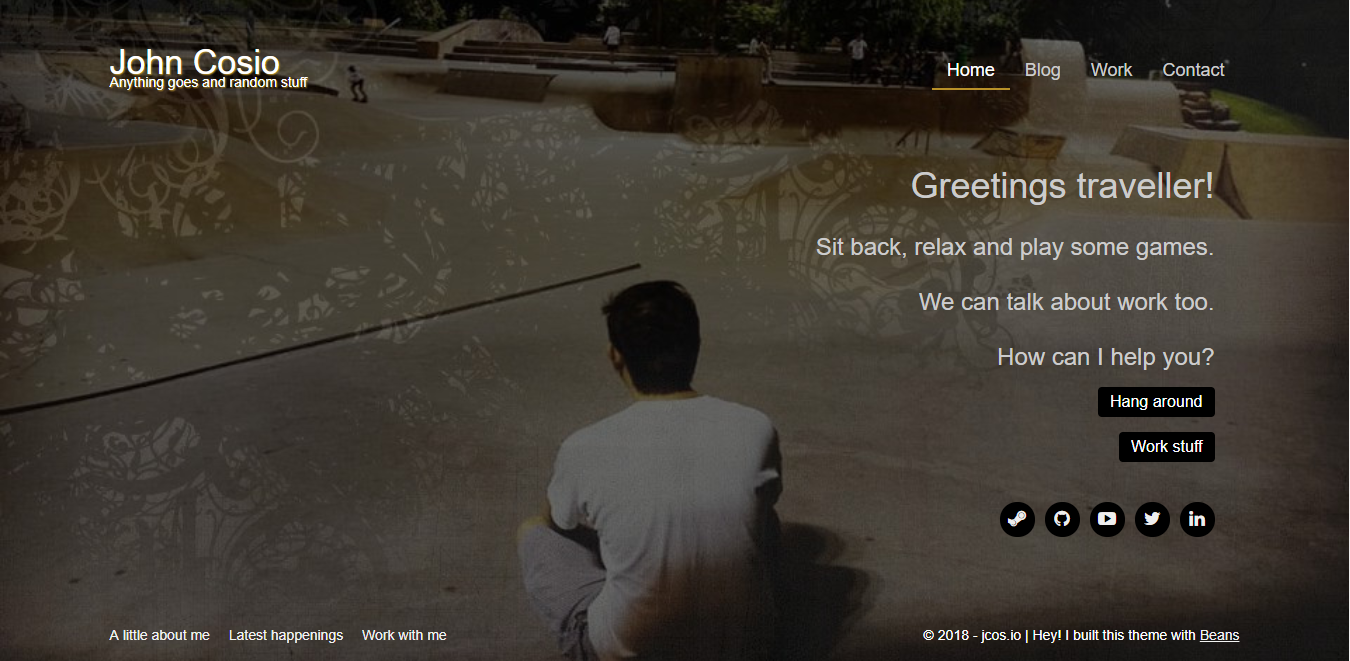 John Cosio
Anything goes and random stuff
Home Blog Work Contact
Greetings traveller!
Sit back, relax and play some games.
We can talk about work too.
How can I help you?
Hang around
Work stuff
in
A little about me Latest happenings Work with me
© 2018 - jcos.io | Hey! I built this theme with Beans